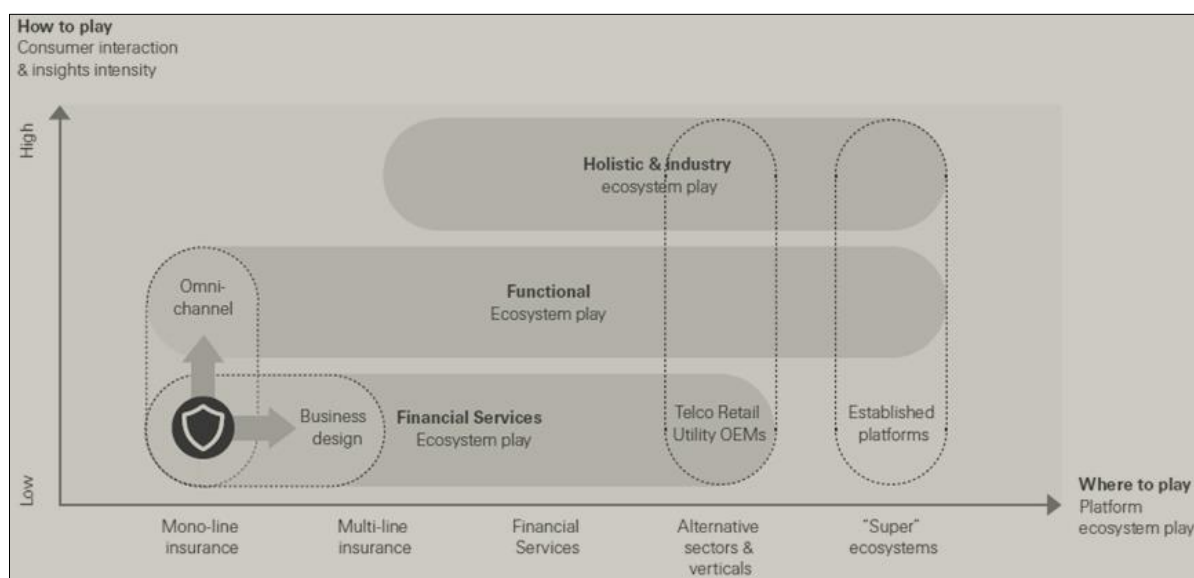 How to play
Consumer interaction
& insights intensity
High
Holistic & industry
ecosystem play
Omni-
channel
Functional
Ecosystem play
Business
design
Financial Services
Ecosystem play
Telco Retail
Utility OEMs
Established
platforms
Low
Where to play
Platform
ecosystem play
Mono-line
insurance
Multi-line
insurance
Financial
Services
Alternative
sectors &
verticals
"Super"
ecosystems